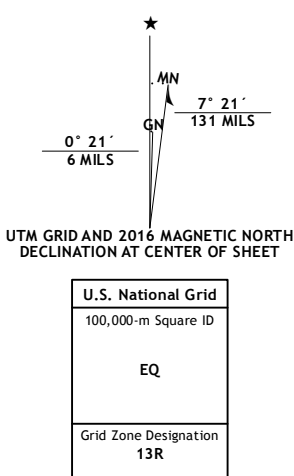 ★
MN
GN
7° 21´
131 MILS
0° 21´
6 MILS
UTM GRID AND 2016 MAGNETIC NORTH
DECLINATION AT CENTER OF SHEET
U.S. National Grid
100,000-m Square ID
EQ
Grid Zone Designation
13R